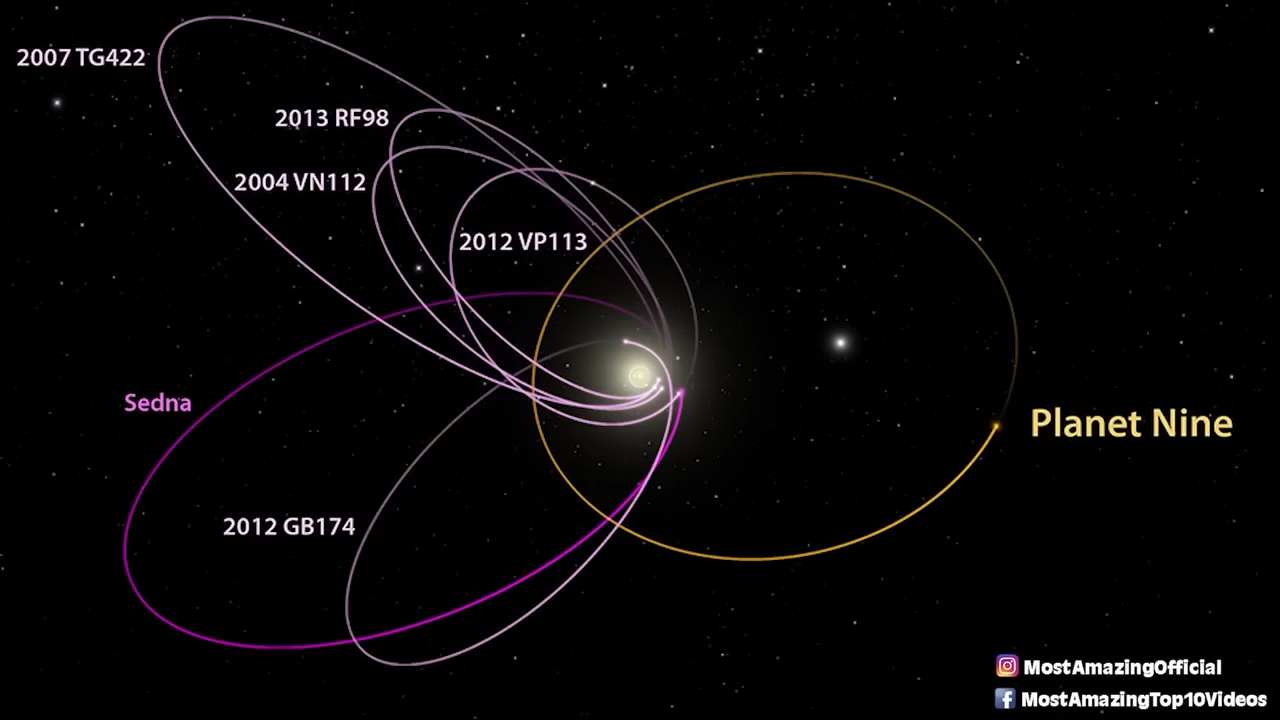 2007 TG422
2013 RF98
2004 VN112
2012 VP113
Sedna
Planet Nine
2012 GB174
MostAmazingOfficial
MostAmazingTop10Videos